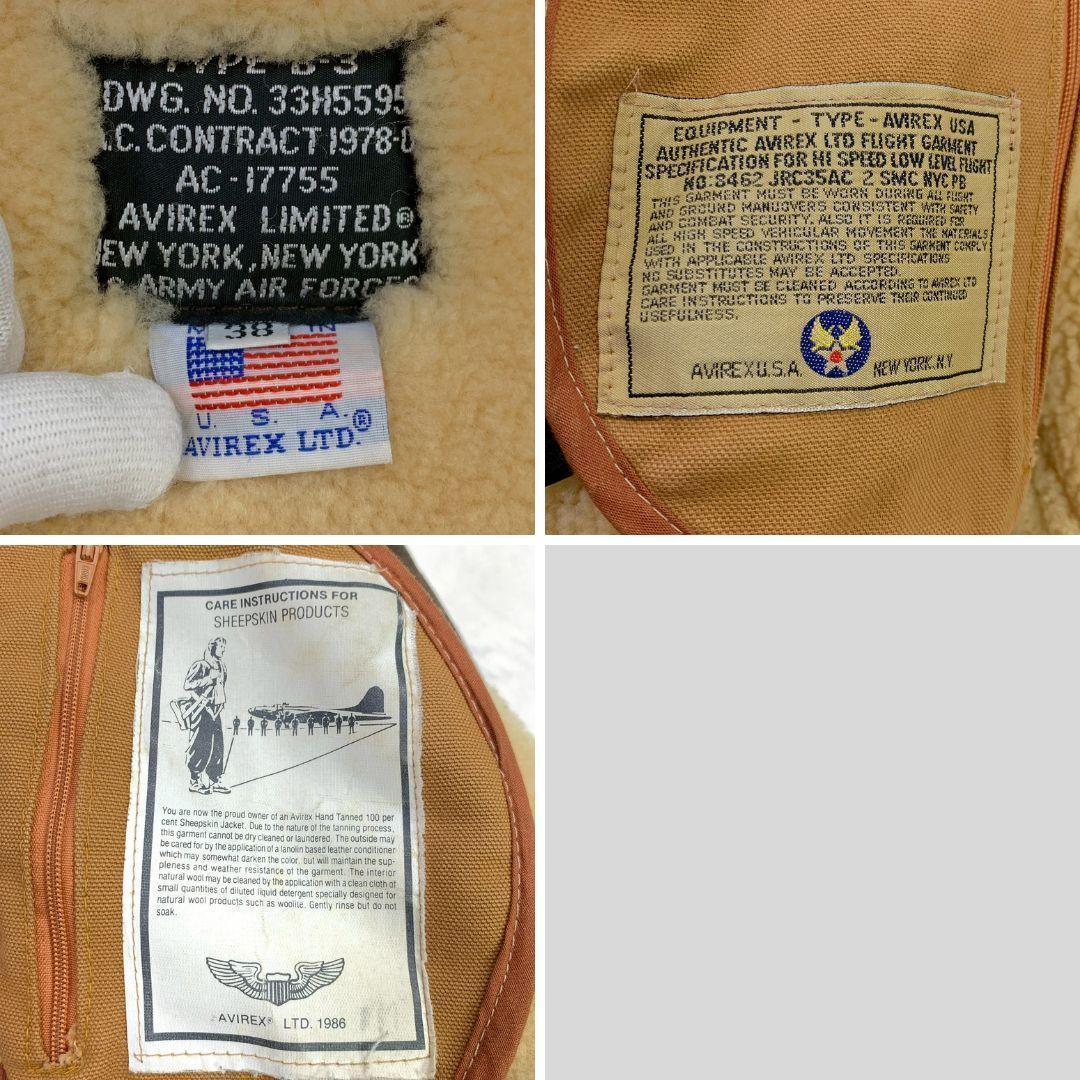 TYPE B-3
DWG. NO. 33H5595
.C. CONTRACT 1978-
AC-17755
AVIREX LIMITED®
NEW YORK, NEW YORK
ARMY AIR FORCES
38
U. S. A.
AVIREX LTD.®
EQUIPMENT - TYPE - AVIREX USA
AUTHENTIC AVIREX LTD FLIGHT GARMENT
SPECIFICATION FOR HI SPEED LOW LEVEL FLIGHT
NO. 8462 JRC35AC 2 SMC NYC PB
THIS GARMENT MUST BE WORN DURING ALL FLIGHT
AND GROUND MANUOVERS CONSISTENT WITH SAFETY
AND COMBAT SECURITY. ALSO IT IS REQUIRED FOR
ALL HIGH SPEED VEHICULAR MOVEMENT THE MATERIALS
USED IN THE CONSTRUCTIONS OF THIS GARMENT COMPLY
WITH APPLICABLE AVIREX LTD SPECIFICATIONS
NO SUBSTITUTES MAY BE ACCEPTED.
GARMENT MUST BE CLEANED ACCORDING TO AVIREX LTD
CARE INSTRUCTIONS TO PRESERVE THEIR CONTINUED
USEFULNESS.
AVIREX U.S.A. NEW YORK. N.Y
CARE INSTRUCTIONS FOR
SHEEPSKIN PRODUCTS
You are now the proud owner of an Avirex Hand Tanned 100 per
cent Sheepskin Jacket. Due to the nature of the tanning process,
this garment cannot be dry cleaned or laundered. The outside may
be cared for by the application of a lanolin based leather conditioner
which may somewhat darken the color, but will maintain the sup-
pleness and weather resistance of the garment. The interior
natural wool may be cleaned by the application with a clean cloth of
small quantities of diluted liquid detergent specially designed for
natural wool products such as woolite. Gently rinse but do not
soak.
AVIREX® LTD. 1986